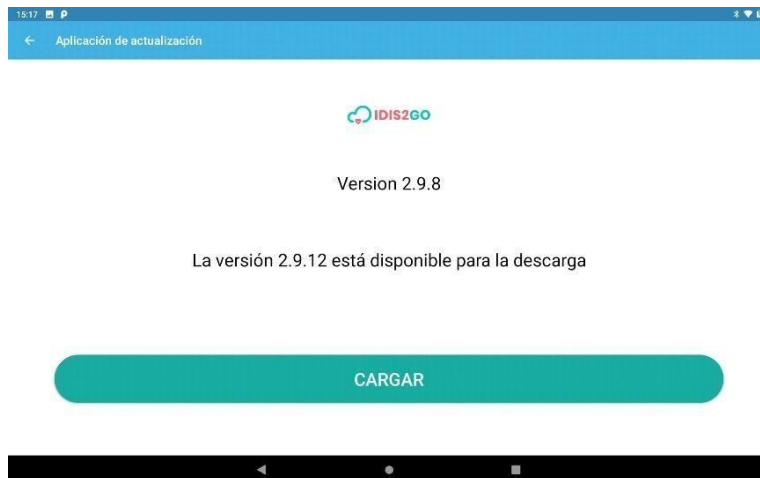 15:17
Aplicación de actualización
IDIS2GO
Version 2.9.8
La versión 2.9.12 está disponible para la descarga
CARGAR